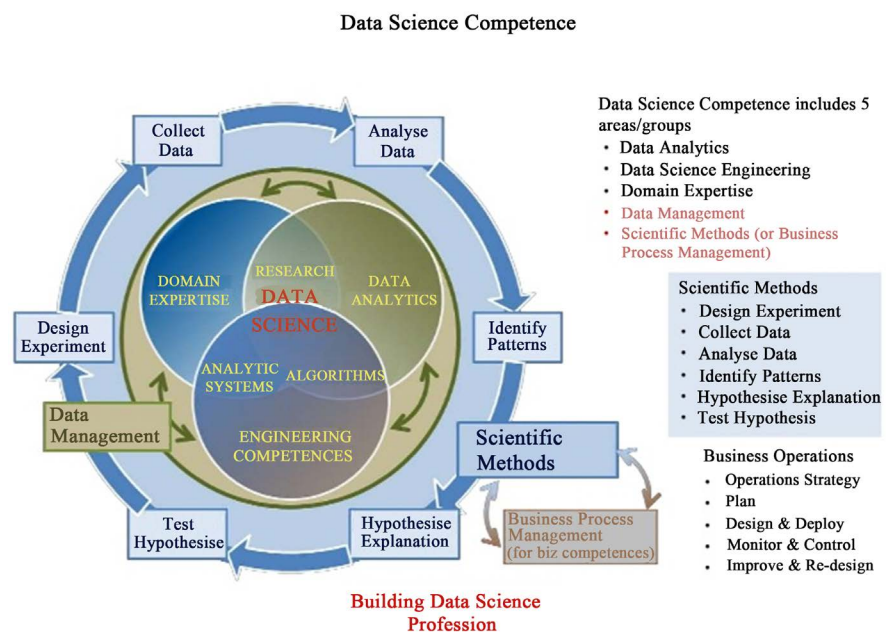 Data Science Competence
Collect
Data
Analyse
Data
Identify
Patterns
Hypothesise
Explanation
Test
Hypothesise
Design
Experiment
Data
Management
DOMAIN
EXPERTISE
RESEARCH
DATA
ANALYTICS
DATA
SCIENCE
ANALYTIC
SYSTEMS
ALGORITHMS
ENGINEERING
COMPETENCES
Scientific
Methods
Business Process
Management
(for biz competences)
Building Data Science
Profession
Data Science Competence includes 5
areas/groups
• Data Analytics
• Data Science Engineering
• Domain Expertise
• Data Management
• Scientific Methods (or Business
Process Management)
Scientific Methods
• Design Experiment
• Collect Data
• Analyse Data
• Identify Patterns
• Hypothesise Explanation
• Test Hypothesis
Business Operations
• Operations Strategy
• Plan
• Design & Deploy
• Monitor & Control
• Improve & Re-design